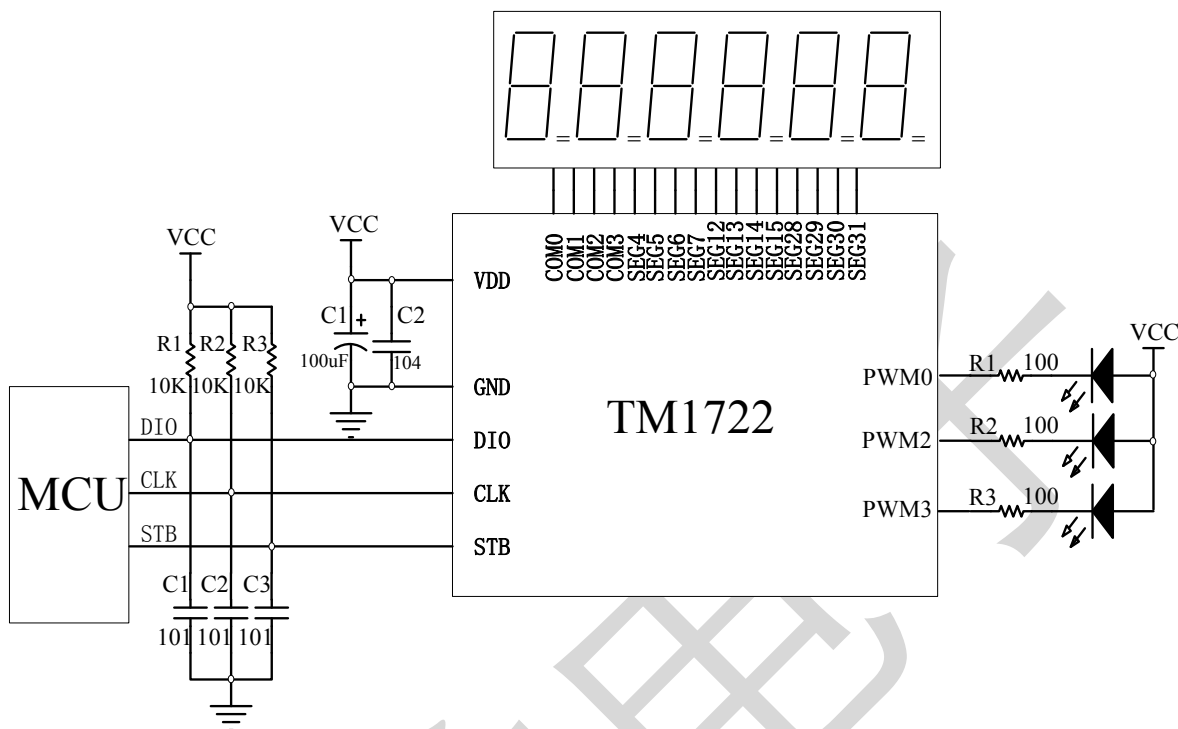 COM0
COM1
COM2
COM3
SEG4
SEG5
SEG6
SEG7
SEG12
SEG13
SEG14
SEG15
SEG28
SEG29
SEG30
SEG31
VCC
VCC
VDD
C1
+
C2
100uF
104
GND
R1
R2
R3
10K
10K
10K
VCC
PWM0
R1
100
TM1722
PWM2
R2
100
PWM3
R3
100
MCU
DIO
DIO
CLK
CLK
STB
STB
C1
C2
C3
101
101
101
电